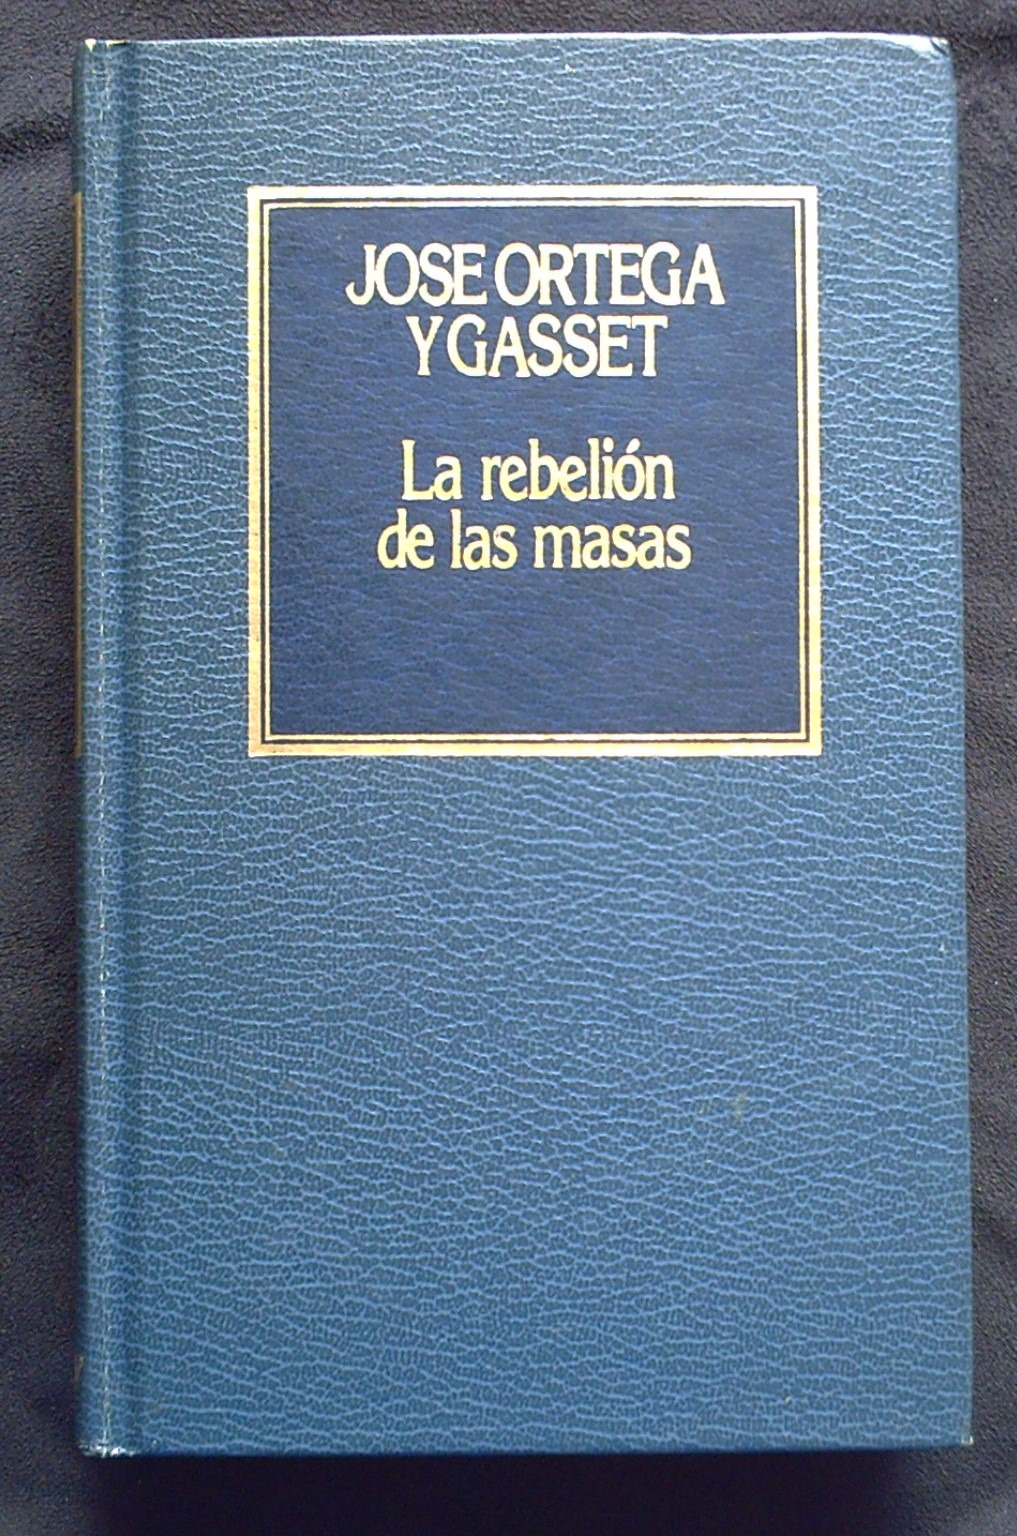 JOSE ORTEGA
Y GASSET
La rebelión
de las masas